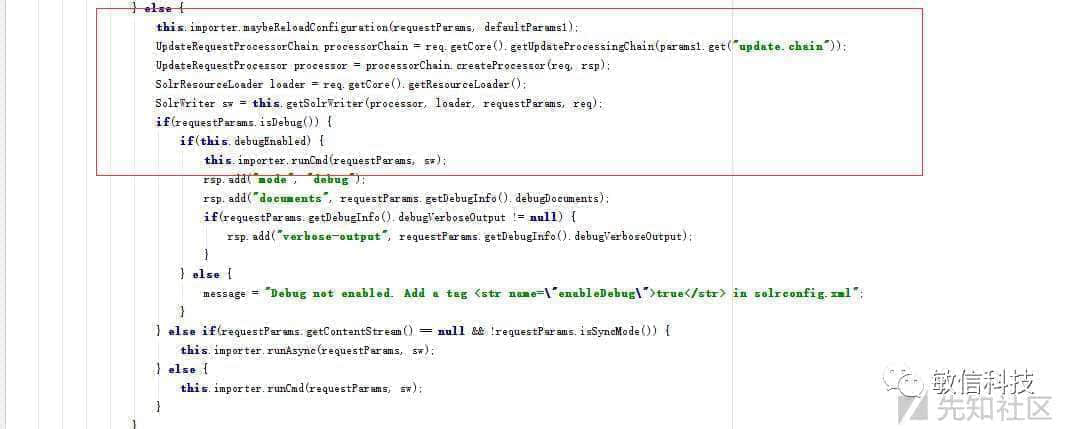 } else {
this.importer.maybeReloadConfiguration(requestParams, defaultParams1);
UpdateRequestProcessorChain processorChain = req.getCore().getUpdateProcessingChain(params1.get("update.chain"));
UpdateRequestProcessor processor = processorChain.createProcessor(req, rsp);
SolrResourceLoader loader = req.getCore().getResourceLoader();
SolrWriter sw = this.getSolrWriter(processor, loader, requestParams, req);
if(requestParams.isDebug()) {
if(this.debugEnabled) {
this.importer.runCmd(requestParams, sw);
rsp.add("mode", "debug");
rsp.add("documents", requestParams.getDebugInfo().debugDocuments);
if(requestParams.getDebugInfo().debugVerboseOutput != null) {
rsp.add("verbose-output", requestParams.getDebugInfo().debugVerboseOutput);
}
} else {
message = "Debug not enabled. Add a tag <str name=\"enableDebug\">true</str> in solrconfig.xml";
}
} else if(requestParams.getContentStream() == null && !requestParams.isSyncMode()) {
this.importer.runAsync(requestParams, sw);
} else {
this.importer.runCmd(requestParams, sw);
}
}
敏信科技
先知社区